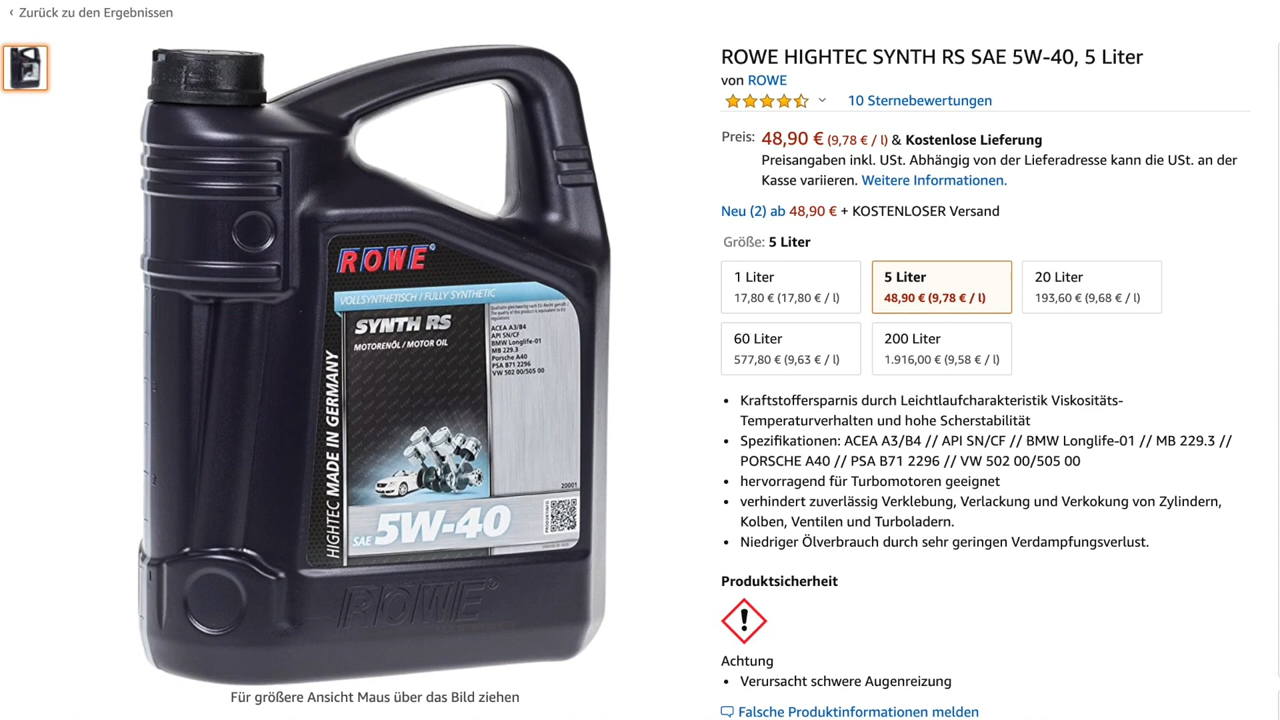 ‹ Zurück zu den Ergebnissen
ROWE HIGHTEC SYNTH RS SAE 5W-40, 5 Liter
von ROWE
10 Sternebewertungen
Preis: 48,90 € (9,78 € / l) & Kostenlose Lieferung
Preisangaben inkl. USt. Abhängig von der Lieferadresse kann die USt. an der
Kasse variieren. Weitere Informationen.
Neu (2) ab 48,90 € + KOSTENLOSER Versand
Größe: 5 Liter
1 Liter
17,80 € (17,80 € / l)
5 Liter
48,90 € (9,78 € / l)
20 Liter
193,60 € (9,68 € / l)
60 Liter
577,80 € (9,63 € / l)
200 Liter
1.916,00 € (9,58 € / l)
• Kraftstoffersparnis durch Leichtlaufcharakteristik Viskositäts-
Temperaturverhalten und hohe Scherstabilität
• Spezifikationen: ACEA A3/B4 // API SN/CF // BMW Longlife-01 // MB 229.3 //
PORSCHE A40 // PSA B71 2296 // VW 502 00/505 00
• hervorragend für Turbomotoren geeignet
• verhindert zuverlässig Verklebung, Verlackung und Verkokung von Zylindern,
Kolben, Ventilen und Turboladern.
• Niedriger Ölverbrauch durch sehr geringen Verdampfungsverlust.
Produktsicherheit
!
Achtung
• Verursacht schwere Augenreizung
Falsche Produktinformationen melden
ROWE®
VOLLSYNTHETISCH / FULLY SYNTHETIC
SYNTH RS
MOTORENÖL / MOTOR OIL
ACEA A3/B4
API SN/CF
BMW Longlife-01
MB 229.3
Porsche A40
PSA B71 2296
VW 502 00/505 00
HIGHTEC MADE IN GERMANY
20001
SAE 5W-40
ROWE®
Für größere Ansicht Maus über das Bild ziehen